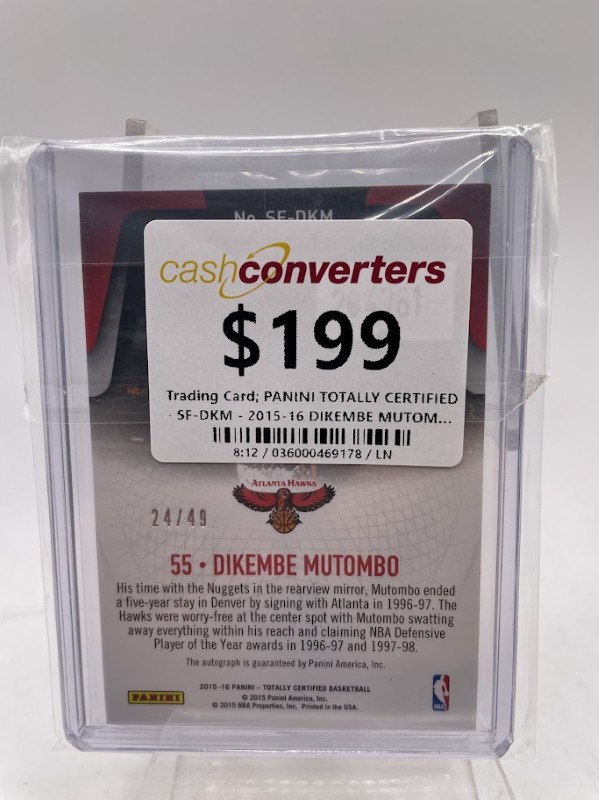 No. SF-DKM
cashconverters
$199
Trading Card; PANINI TOTALLY CERTIFIED
- SF-DKM - 2015-16 DIKEMBE MUTOM...
8:12 / 036000469178 / LN
ATLANTA HAWKS
24/49
55 • DIKEMBE MUTOMBO
His time with the Nuggets in the rearview mirror, Mutombo ended
a five-year stay in Denver by signing with Atlanta in 1996-97. The
Hawks were worry-free at the center spot with Mutombo swatting
away everything within his reach and claiming NBA Defensive
Player of the Year awards in 1996-97 and 1997-98.
The autograph is guaranteed by Panini America, Inc.
2015-16 PANINI - TOTALLY CERTIFIED BASKETBALL
© 2015 Panini America, Inc.
© 2015 NBA Properties, Inc. Printed in the USA.
PANINI
NBA